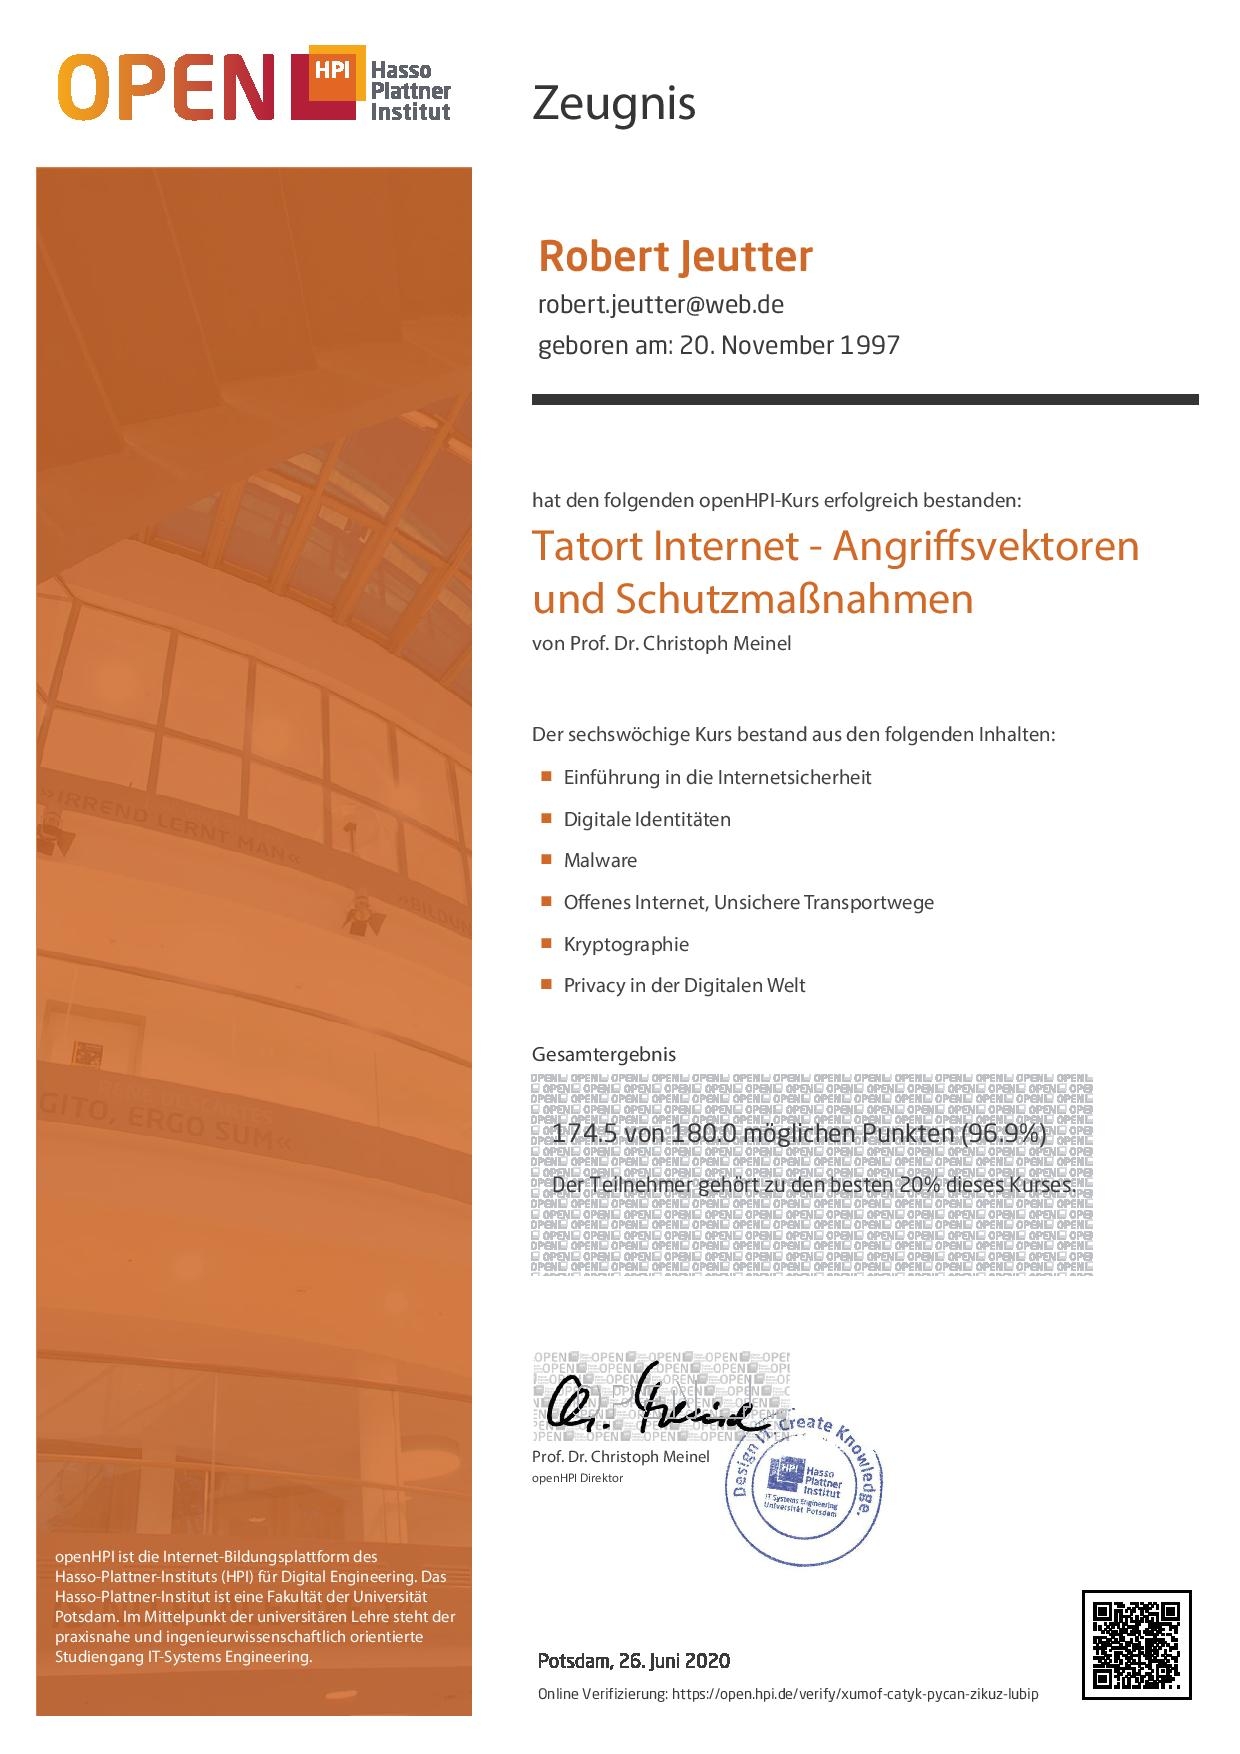 OPEN HPI Hasso
Plattner
Institut
Zeugnis
Robert Jeutter
robert.jeutter@web.de
geboren am: 20. November 1997
hat den folgenden openHPI-Kurs erfolgreich bestanden:
Tatort Internet - Angriffsvektoren
und Schutzmaßnahmen
von Prof. Dr. Christoph Meinel
Der sechswöchige Kurs bestand aus den folgenden Inhalten:
Einführung in die Internetsicherheit
Digitale Identitäten
Malware
Offenes Internet, Unsichere Transportwege
Kryptographie
Privacy in der Digitalen Welt
Gesamtergebnis
174.5 von 180.0 möglichen Punkten (96.9%)
Der Teilnehmer gehört zu den besten 20% dieses Kurses.
Prof. Dr. Christoph Meinel
openHPI Direktor
Design IT. Create Knowledge.
HPI Hasso
Plattner
Institut
IT Systems Engineering
Universität Potsdam
»IRREND LERNT MAN«
»BILDUN
GITO, ERGO SUM«
openHPI ist die Internet-Bildungsplattform des
Hasso-Plattner-Instituts (HPI) für Digital Engineering. Das
Hasso-Plattner-Institut ist eine Fakultät der Universität
Potsdam. Im Mittelpunkt der universitären Lehre steht der
praxisnahe und ingenieurwissenschaftlich orientierte
Studiengang IT-Systems Engineering.
Potsdam, 26. Juni 2020
Online Verifizierung: https://open.hpi.de/verify/xumof-catyk-pycan-zikuz-lubip